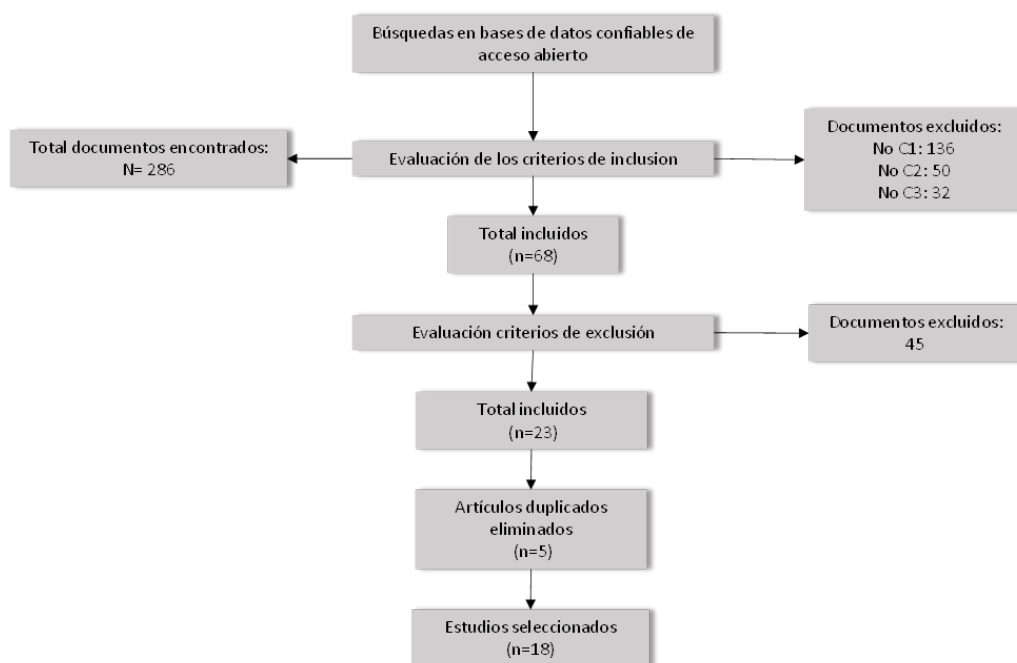 Búsquedas en bases de datos confiables de
acceso abierto
Total documentos encontrados:
N= 286
Evaluación de los criterios de inclusion
Documentos excluidos:
No C1: 136
No C2: 50
No C3: 32
Total incluidos
(n=68)
Evaluación criterios de exclusión
Documentos excluidos:
45
Total incluidos
(n=23)
Artículos duplicados
eliminados
(n=5)
Estudios seleccionados
(n=18)